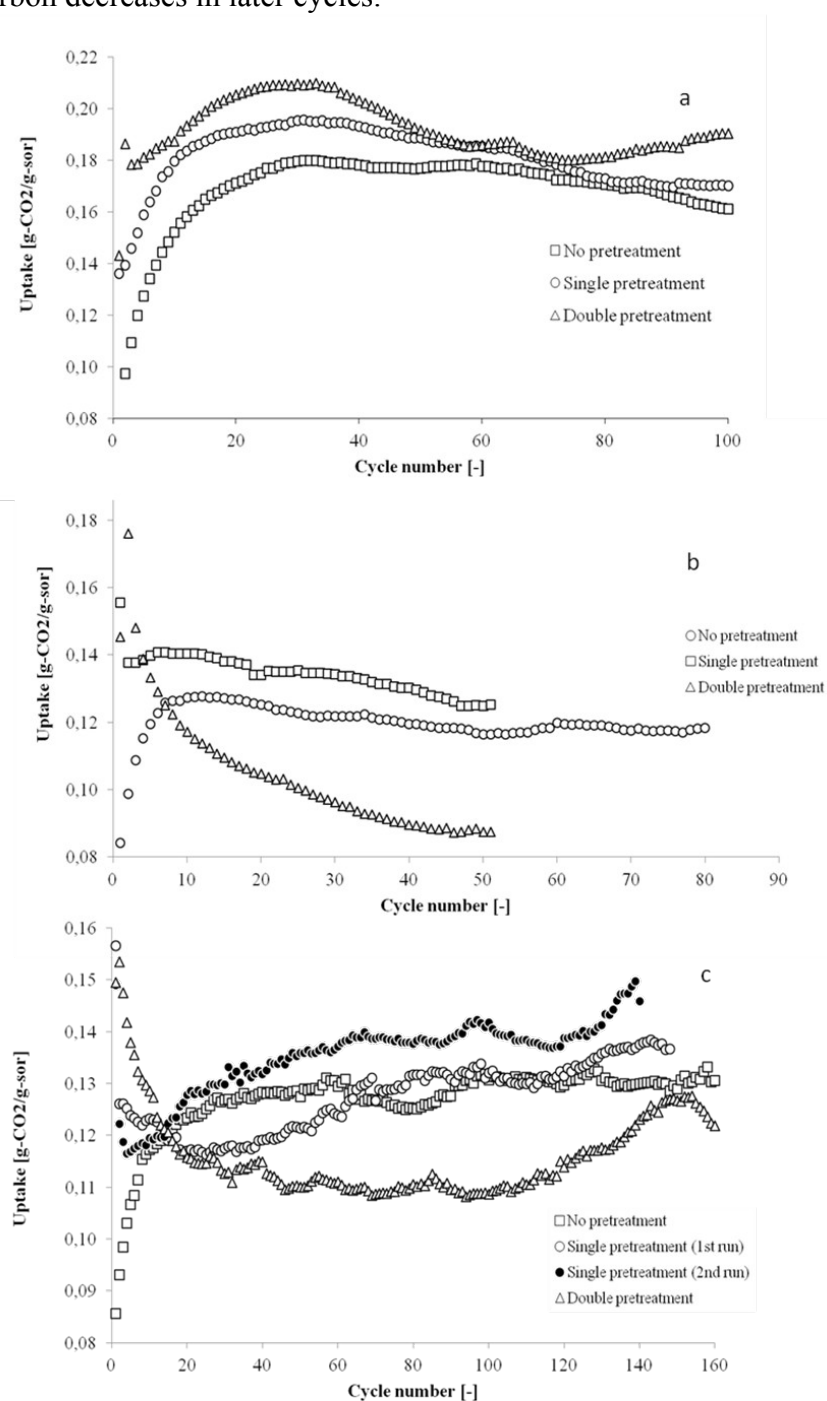 rbon decreases in later cycles.
0,22
0,20
0,18
0,16
0,14
0,12
0,10
0,08
Uptake [g-CO2/g-sor]
a
No pretreatment
Single pretreatment
Double pretreatment
0 20 40 60 80 100
Cycle number [-]
0,18
0,16
0,14
0,12
0,10
0,08
Uptake [g-CO2/g-sor]
b
No pretreatment
Single pretreatment
Double pretreatment
0 10 20 30 40 50 60 70 80 90
Cycle number [-]
0,16
0,15
0,14
0,13
0,12
0,11
0,10
0,09
0,08
Uptake [g-CO2/g-sor]
c
No pretreatment
Single pretreatment (1st run)
Single pretreatment (2nd run)
Double pretreatment
0 20 40 60 80 100 120 140 160
Cycle number [-]